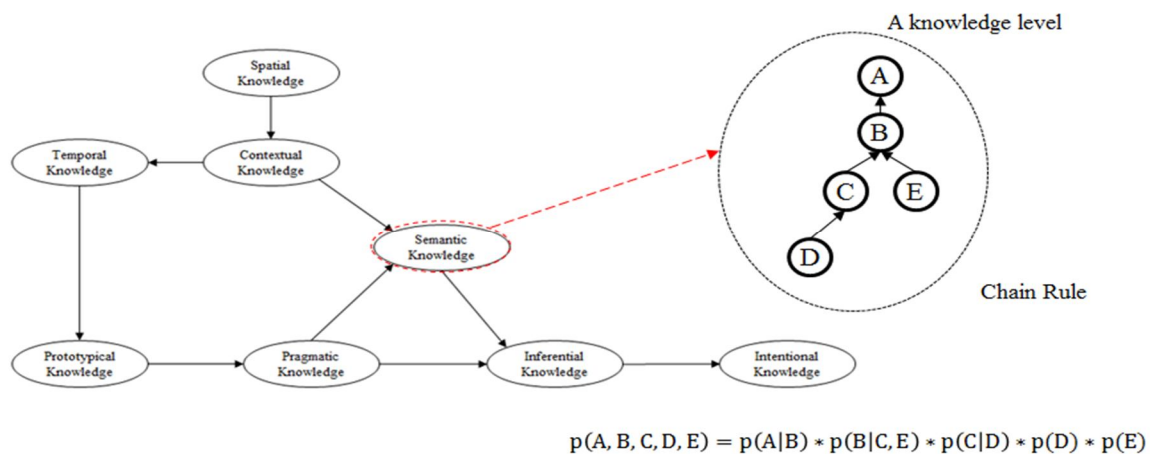 A knowledge level
Spatial
Knowledge
A
B
Temporal
Knowledge
Contextual
Knowledge
C
E
Semantic
Knowledge
D
Chain Rule
Prototypical
Knowledge
Pragmatic
Knowledge
Inferential
Knowledge
Intentional
Knowledge
p(A, B, C, D, E) = p(A|B) ∗ p(B|C, E) ∗ p(C|D) ∗ p(D) ∗ p(E)